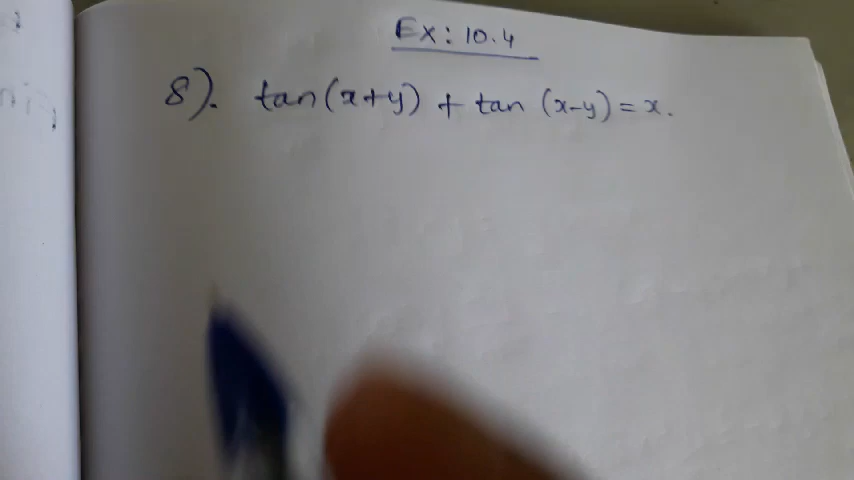 Ex: 10.4
8). tan(x+y) + tan (x-y) = x.